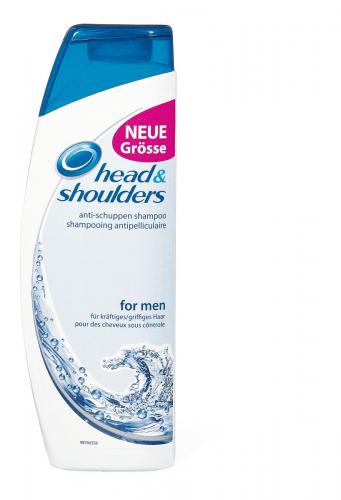 NEUE
Grösse
head&
shoulders
anti-schuppen shampoo
shampooing antipelliculaire
for men
für kräftiges/griffiges Haar
pour des cheveux sous contrôle